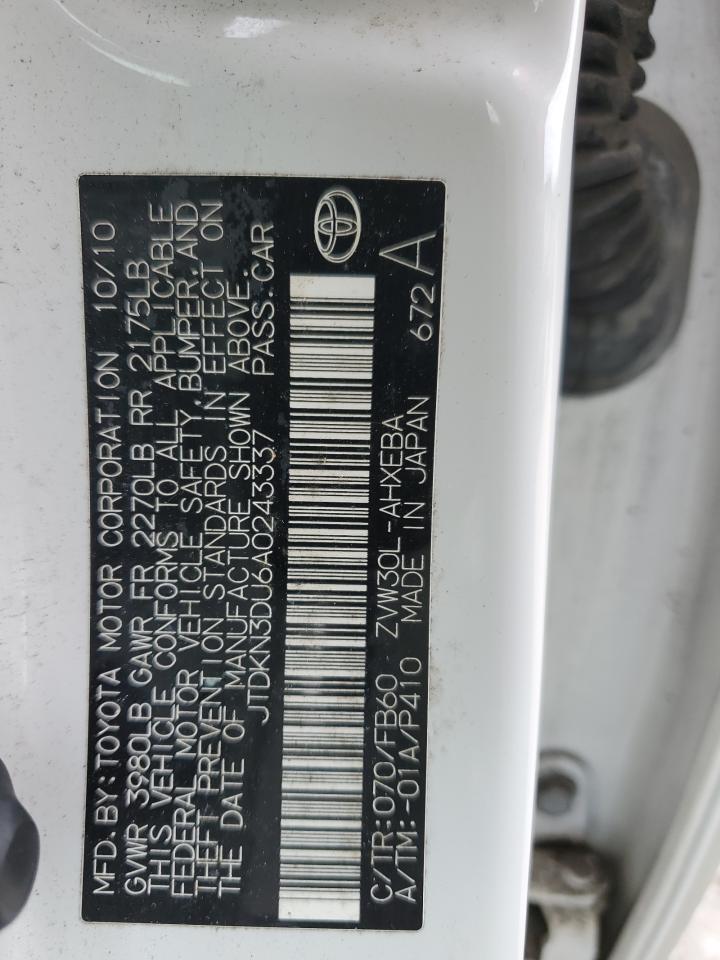 MFD. BY: TOYOTA MOTOR CORPORATION 10/10
GVWR 3980LB GAWR FR 2270LB RR 2175LB
THIS VEHICLE CONFORMS TO ALL APPLICABLE
FEDERAL MOTOR VEHICLE SAFETY, BUMPER, AND
THEFT PREVENTION STANDARDS IN EFFECT ON
THE DATE OF MANUFACTURE SHOWN ABOVE.
JTDKN3DU6A0243337 PASS. CAR
C/TR: 070/FB60 ZVW30L-AHXEBA
A/TM: -01A/P410 MADE IN JAPAN 672 A